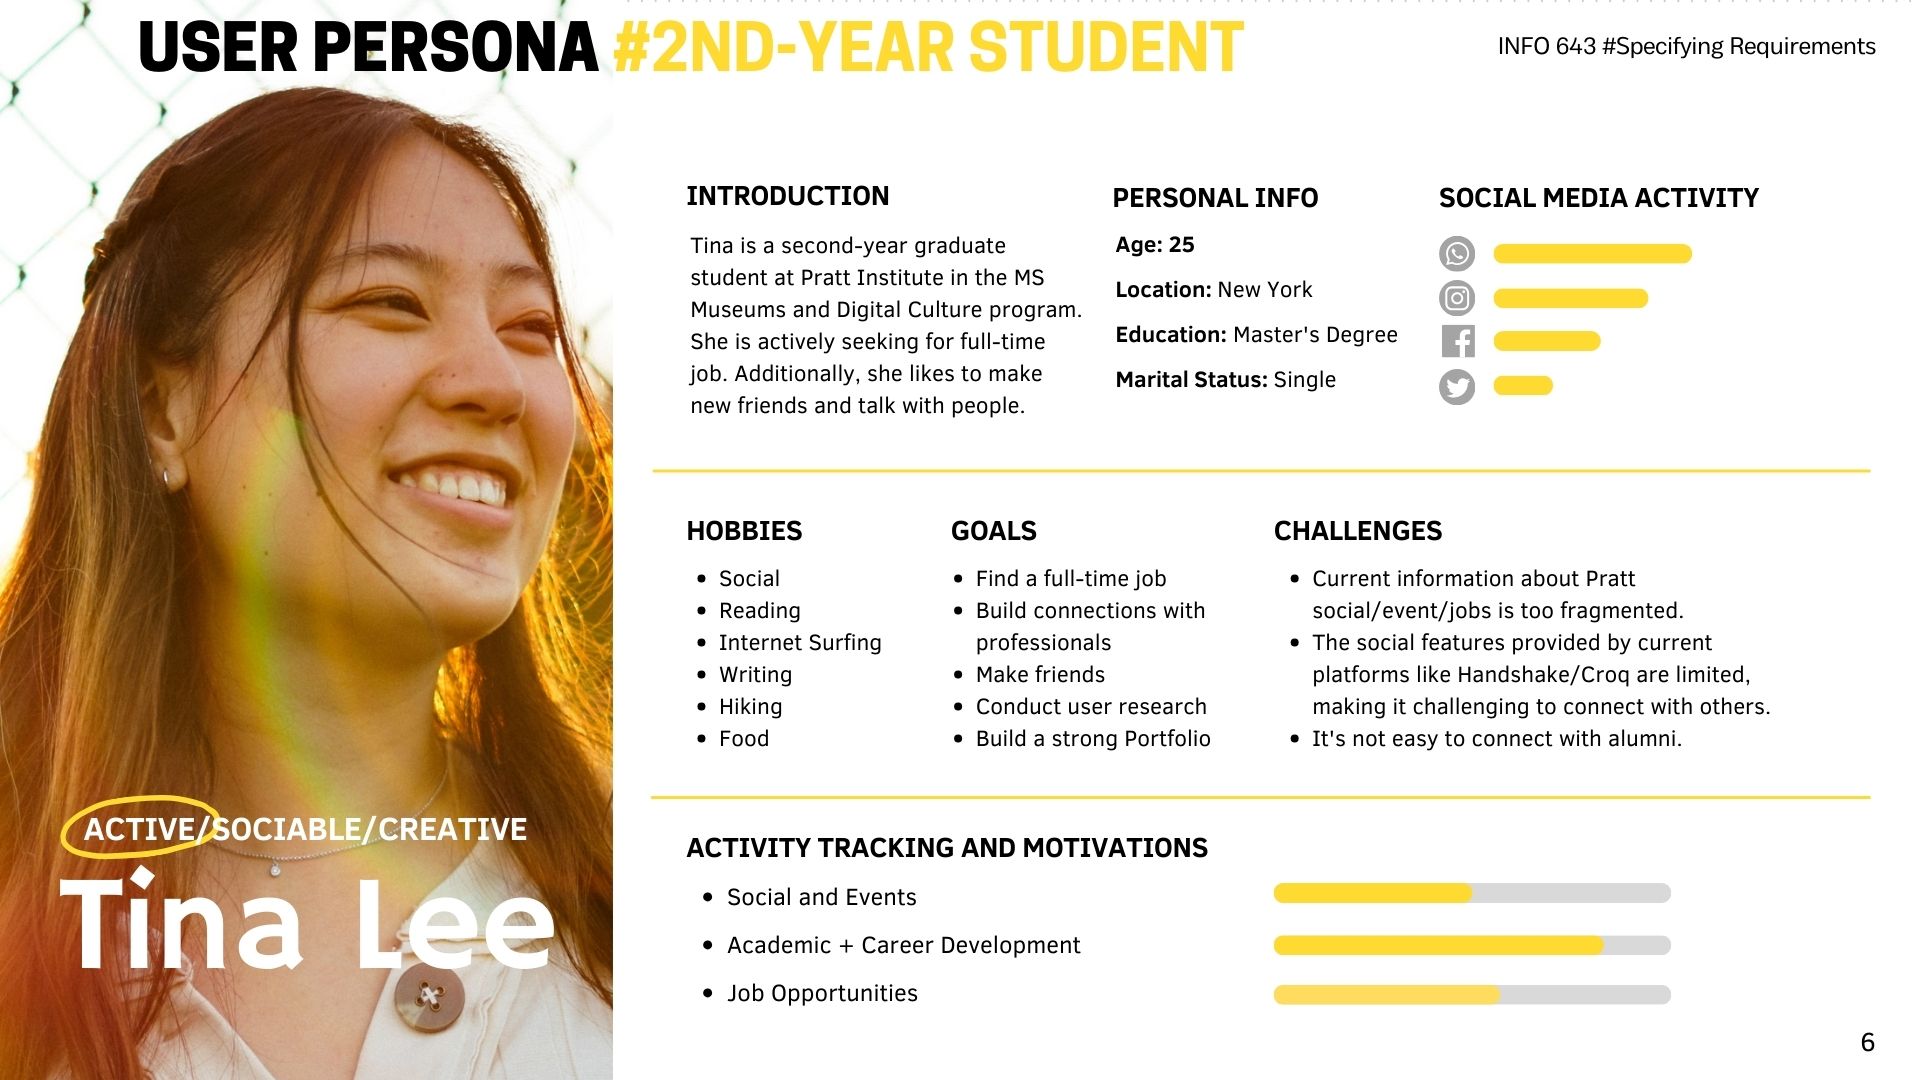 USER PERSONA #2ND-YEAR STUDENT
INFO 643 #Specifying Requirements
INTRODUCTION
Tina is a second-year graduate
student at Pratt Institute in the MS
Museums and Digital Culture program.
She is actively seeking for full-time
job. Additionally, she likes to make
new friends and talk with people.
PERSONAL INFO
Age: 25
Location: New York
Education: Master's Degree
Marital Status: Single
SOCIAL MEDIA ACTIVITY
HOBBIES
• Social
• Reading
• Internet Surfing
• Writing
• Hiking
• Food
GOALS
• Find a full-time job
• Build connections with
professionals
• Make friends
• Conduct user research
• Build a strong Portfolio
CHALLENGES
• Current information about Pratt
social/event/jobs is too fragmented.
• The social features provided by current
platforms like Handshake/Croq are limited,
making it challenging to connect with others.
• It's not easy to connect with alumni.
ACTIVE/SOCIABLE/CREATIVE
Tina Lee
ACTIVITY TRACKING AND MOTIVATIONS
• Social and Events
• Academic + Career Development
• Job Opportunities
6